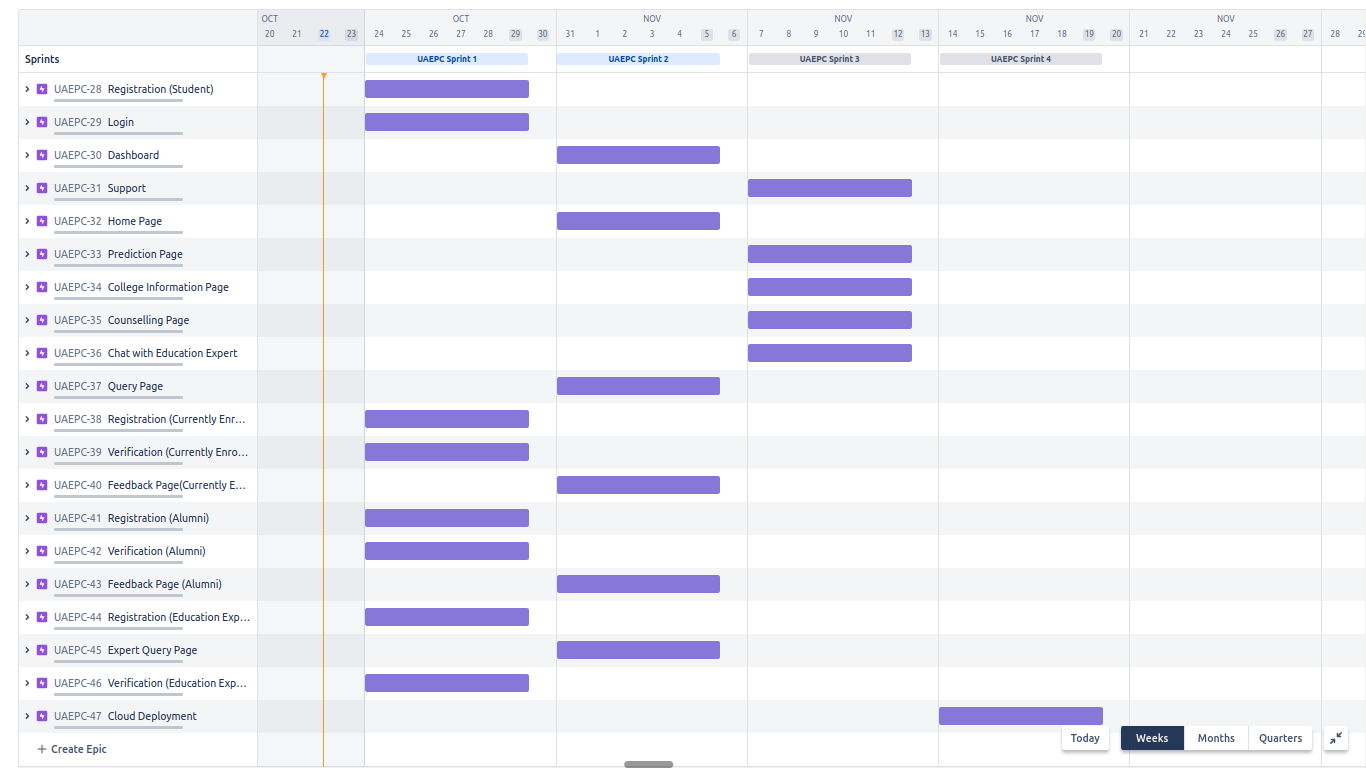 OCT OCT NOV NOV NOV NOV
20 21 22 23 24 25 26 27 28 29 30 31 1 2 3 4 5 6 7 8 9 10 11 12 13 14 15 16 17 18 19 20 21 22 23 24 25 26 27 28
Sprints UAEPC Sprint 1 UAEPC Sprint 2 UAEPC Sprint 3 UAEPC Sprint 4
UAEPC-28 Registration (Student)
UAEPC-29 Login
UAEPC-30 Dashboard
UAEPC-31 Support
UAEPC-32 Home Page
UAEPC-33 Prediction Page
UAEPC-34 College Information Page
UAEPC-35 Counselling Page
UAEPC-36 Chat with Education Expert
UAEPC-37 Query Page
UAEPC-38 Registration (Currently Enr...
UAEPC-39 Verification (Currently Enro...
UAEPC-40 Feedback Page(Currently E...
UAEPC-41 Registration (Alumni)
UAEPC-42 Verification (Alumni)
UAEPC-43 Feedback Page (Alumni)
UAEPC-44 Registration (Education Exp...
UAEPC-45 Expert Query Page
UAEPC-46 Verification (Education Exp...
UAEPC-47 Cloud Deployment
Today Weeks Months Quarters
+ Create Epic